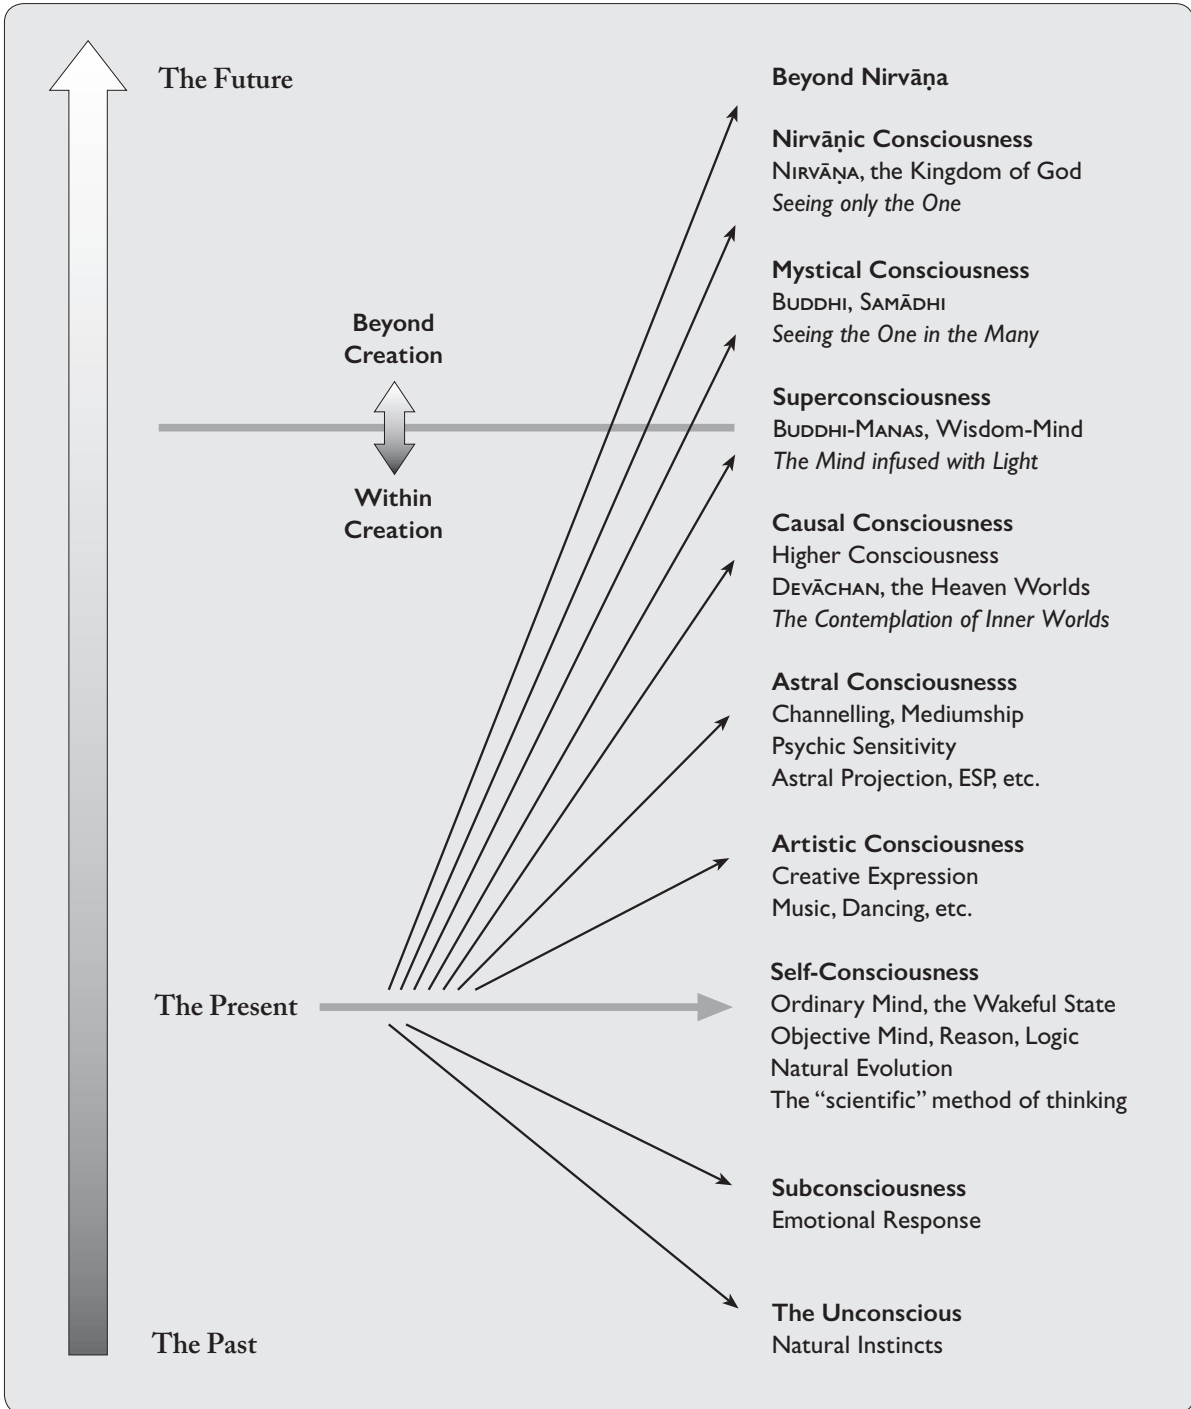 The Future
Beyond Nirvāṇa
Nirvāṇic Consciousness
Nirvāṇa, the Kingdom of God
Seeing only the One
Mystical Consciousness
Buddhi, Samādhi
Seeing the One in the Many
Beyond
Creation
Superconsciousness
Buddhi-Manas, Wisdom-Mind
The Mind infused with Light
Within
Creation
Causal Consciousness
Higher Consciousness
Devāchan, the Heaven Worlds
The Contemplation of Inner Worlds
Astral Consciousnesss
Channelling, Mediumship
Psychic Sensitivity
Astral Projection, ESP, etc.
Artistic Consciousness
Creative Expression
Music, Dancing, etc.
The Present
Self-Consciousness
Ordinary Mind, the Wakeful State
Objective Mind, Reason, Logic
Natural Evolution
The “scientific” method of thinking
Subconsciousness
Emotional Response
The Unconscious
Natural Instincts
The Past